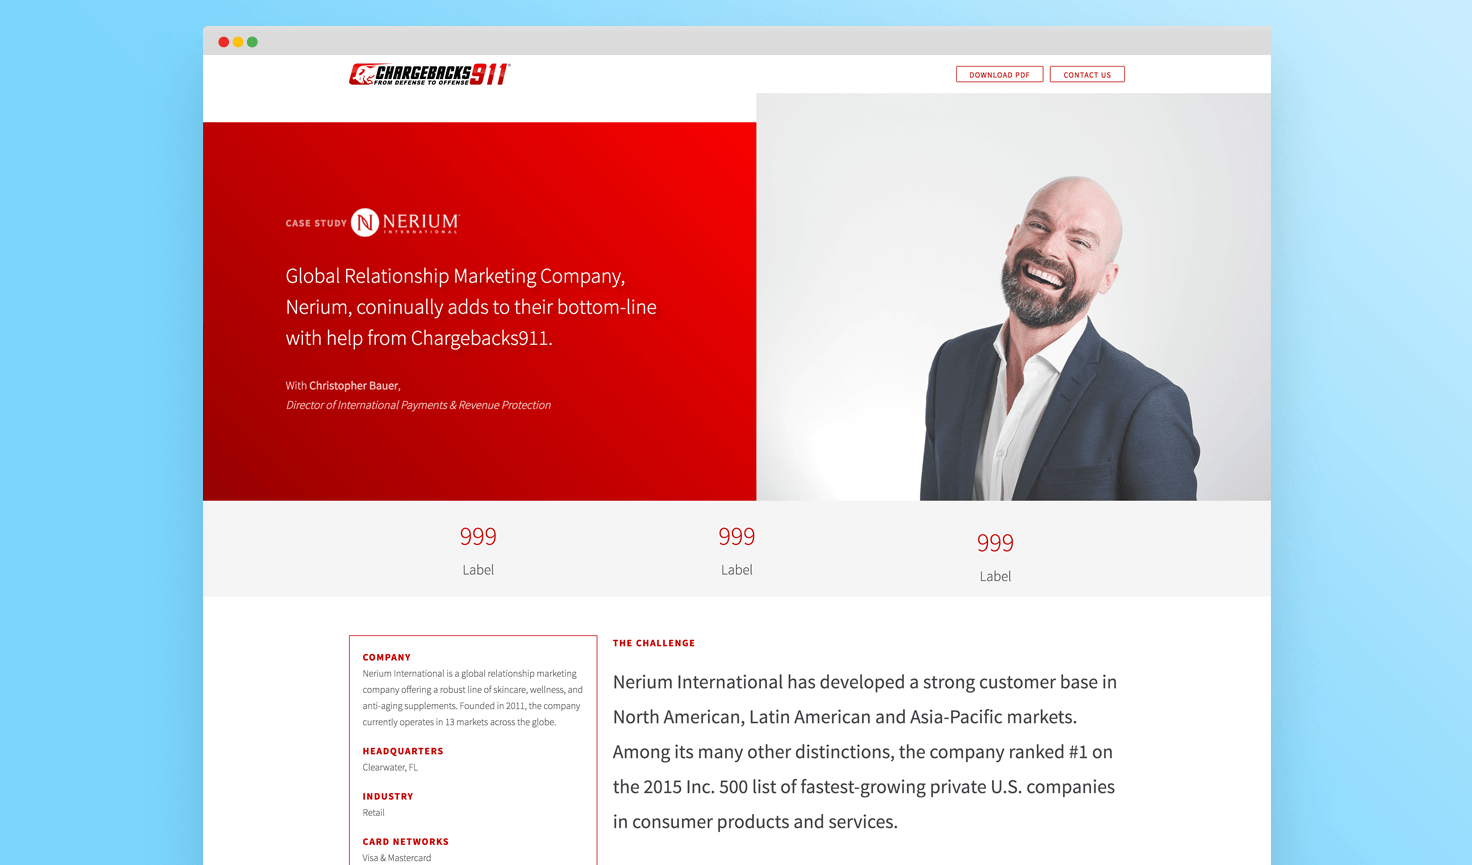 CHARGEBACKS911
FROM DEFENSE TO OFFENSE
DOWNLOAD PDF
CONTACT US
CASE STUDY
N NERIUM
INTERNATIONAL
Global Relationship Marketing Company,
Nerium, coninually adds to their bottom-line
with help from Chargebacks911.
With Christopher Bauer,
Director of International Payments & Revenue Protection
999
Label
999
Label
999
Label
COMPANY
Nerium International is a global relationship marketing
company offering a robust line of skincare, wellness, and
anti-aging supplements. Founded in 2011, the company
currently operates in 13 markets across the globe.
HEADQUARTERS
Clearwater, FL
INDUSTRY
Retail
CARD NETWORKS
Visa & Mastercard
THE CHALLENGE
Nerium International has developed a strong customer base in
North American, Latin American and Asia-Pacific markets.
Among its many other distinctions, the company ranked #1 on
the 2015 Inc. 500 list of fastest-growing private U.S. companies
in consumer products and services.